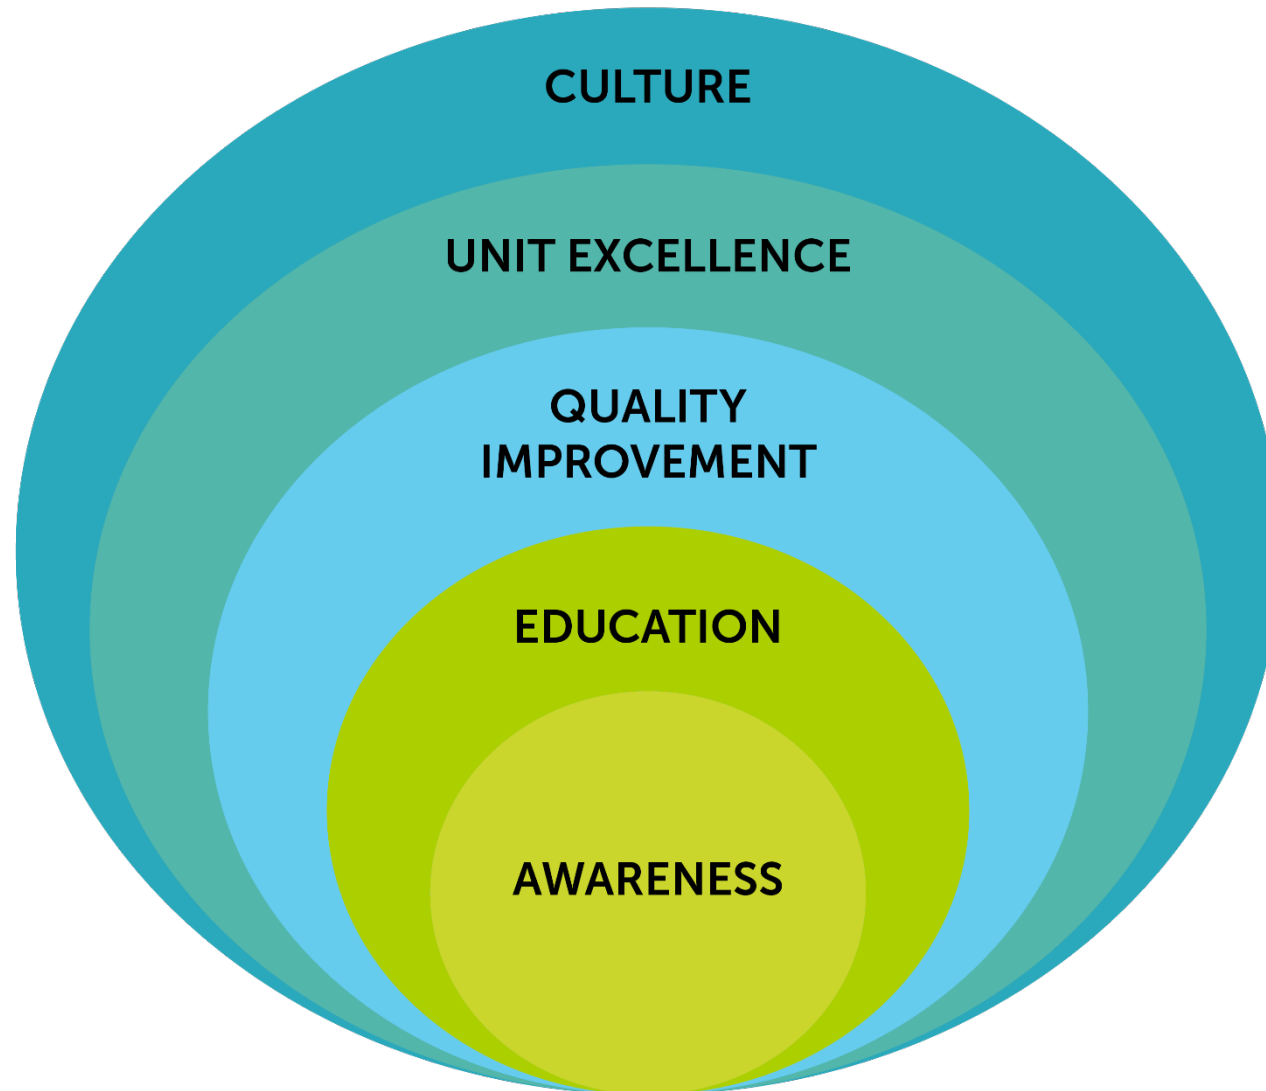 CULTURE
UNIT EXCELLENCE
QUALITY
IMPROVEMENT
EDUCATION
AWARENESS